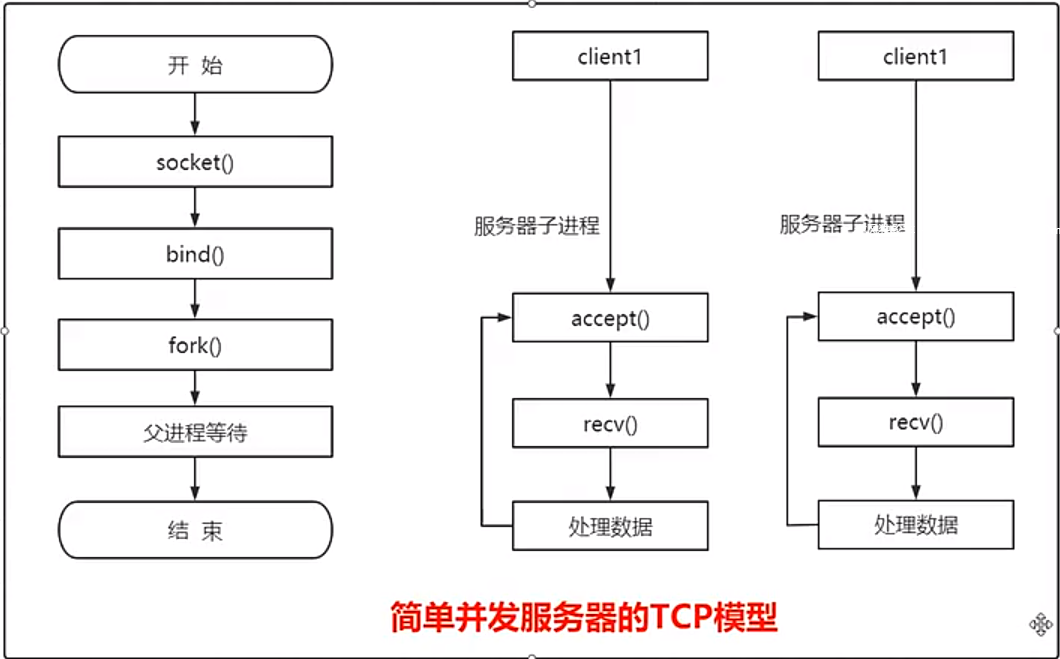 开 始
socket()
bind()
fork()
父进程等待
结 束
client1
服务器子进程
accept()
recv()
处理数据
client1
服务器子进程
accept()
recv()
处理数据
简单并发服务器的TCP模型